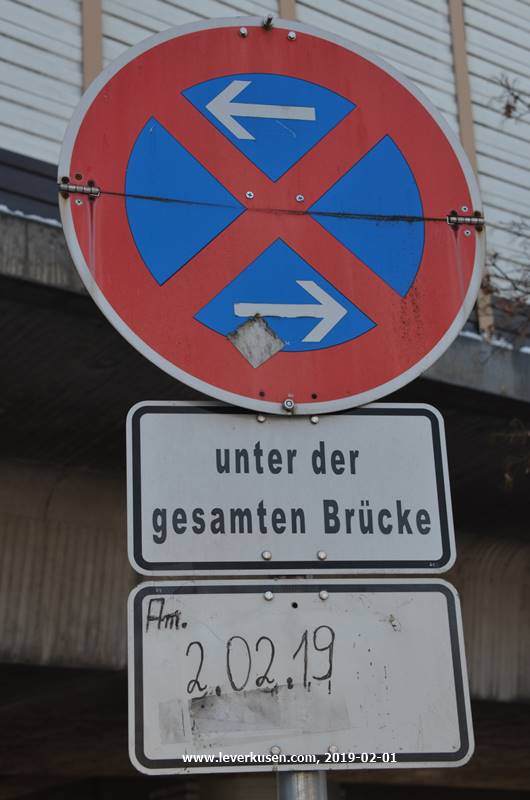 unter der
gesamten Brücke
Am.
2.02.19
www.leverkusen.com, 2019-02-01